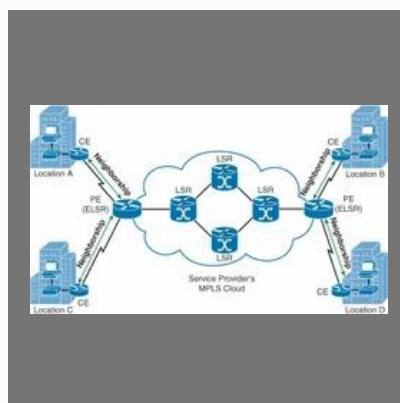 CE
Location A
Neighborship
PE
(ELSR)
Neighborship
CE
Location C
LSR
LSR
LSR
LSR
Service Provider's
MPLS Cloud
CE
Location B
Neighborship
PE
(ELSR)
Neighborship
CE
Location D